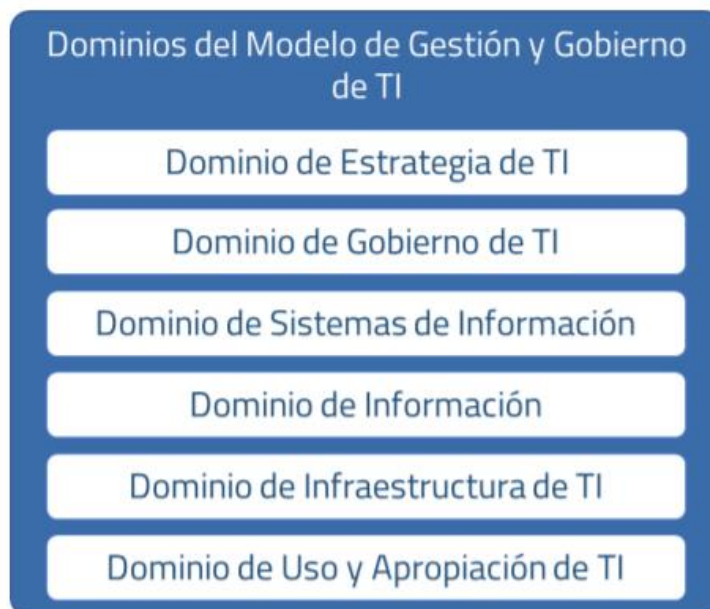 Dominios del Modelo de Gestión y Gobierno
de TI
Dominio de Estrategia de TI
Dominio de Gobierno de TI
Dominio de Sistemas de Información
Dominio de Información
Dominio de Infraestructura de TI
Dominio de Uso y Apropiación de TI